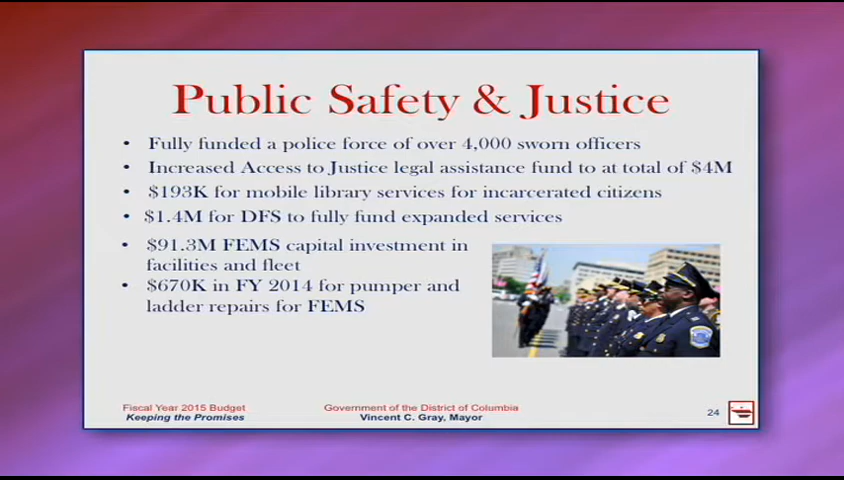 Public Safety & Justice
• Fully funded a police force of over 4,000 sworn officers
• Increased Access to Justice legal assistance fund to at total of $4M
• $193K for mobile library services for incarcerated citizens
• $1.4M for DFS to fully fund expanded services
• $91.3M FEMS capital investment in
facilities and fleet
• $670K in FY 2014 for pumper and
ladder repairs for FEMS
Fiscal Year 2015 Budget
Keeping the Promises
Government of the District of Columbia
Vincent C. Gray, Mayor
24